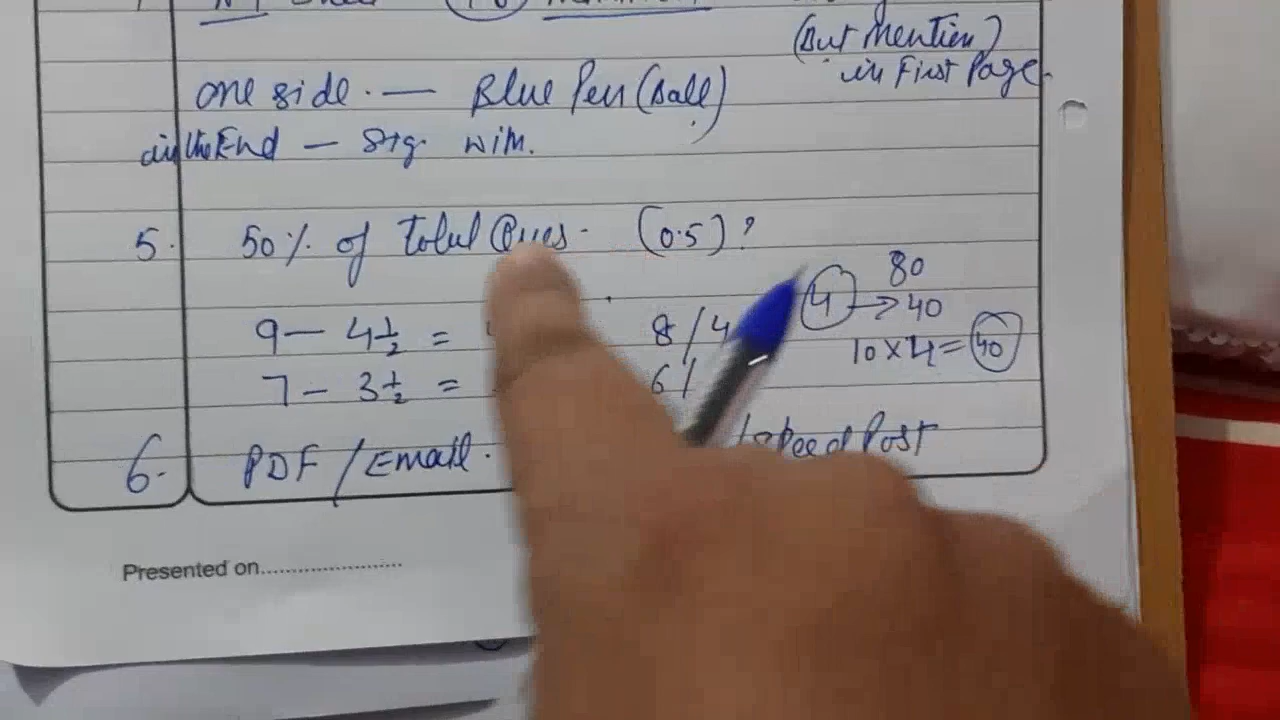 (But Mention)
in First Page.
one side. — Blue Pen (Ball)
in the End — Sig. with.
5. 50% of Total Ques. (0.5)?
80
9 — 4½ = 8/4 4 → 40
10 x 4 = 40
7 — 3½ = 6/
6. PDF / Email. Speed Post
Presented on........................